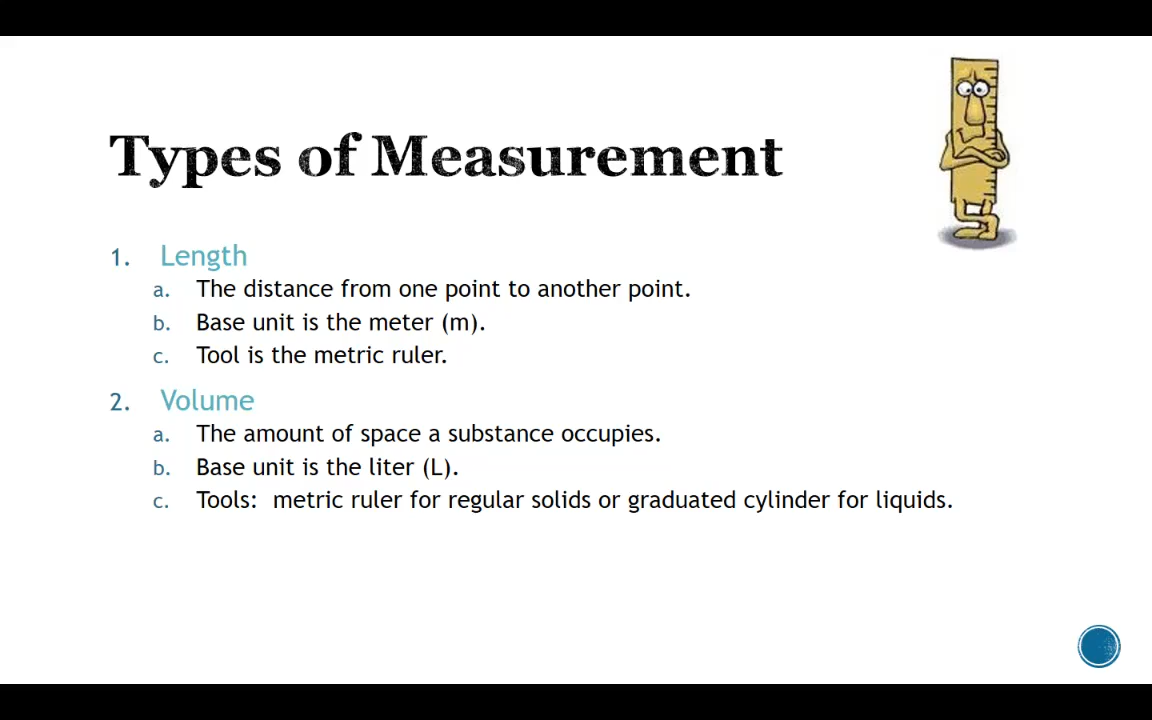 Types of Measurement
1. Length
a. The distance from one point to another point.
b. Base unit is the meter (m).
c. Tool is the metric ruler.
2. Volume
a. The amount of space a substance occupies.
b. Base unit is the liter (L).
c. Tools:  metric ruler for regular solids or graduated cylinder for liquids.